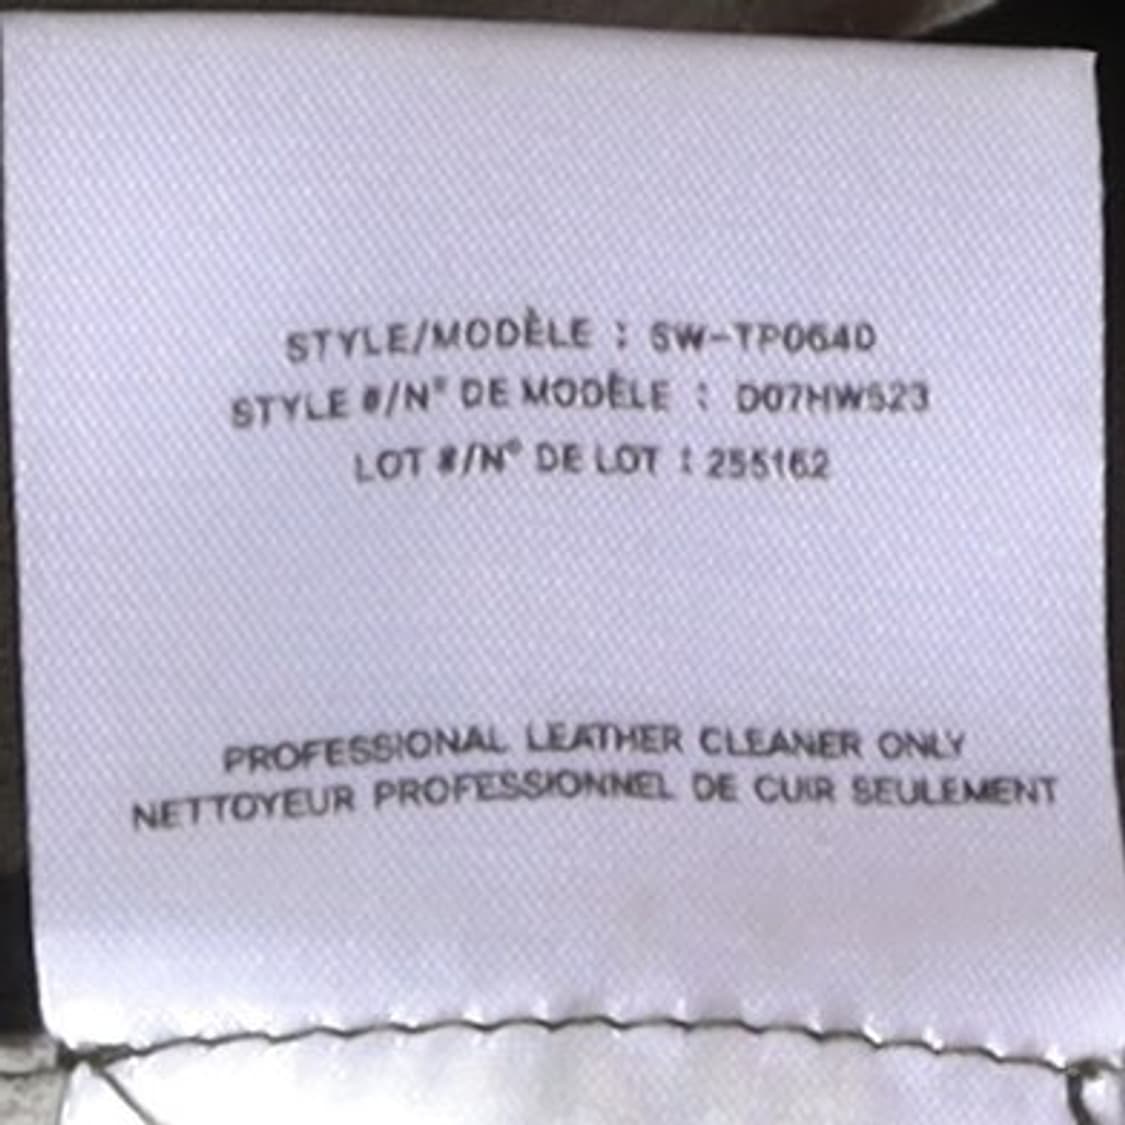 STYLE/MODÈLE : SW-TP064D
STYLE #/N° DE MODÈLE : D07HW523
LOT #/N° DE LOT : 255162
PROFESSIONAL LEATHER CLEANER ONLY
NETTOYEUR PROFESSIONNEL DE CUIR SEULEMENT